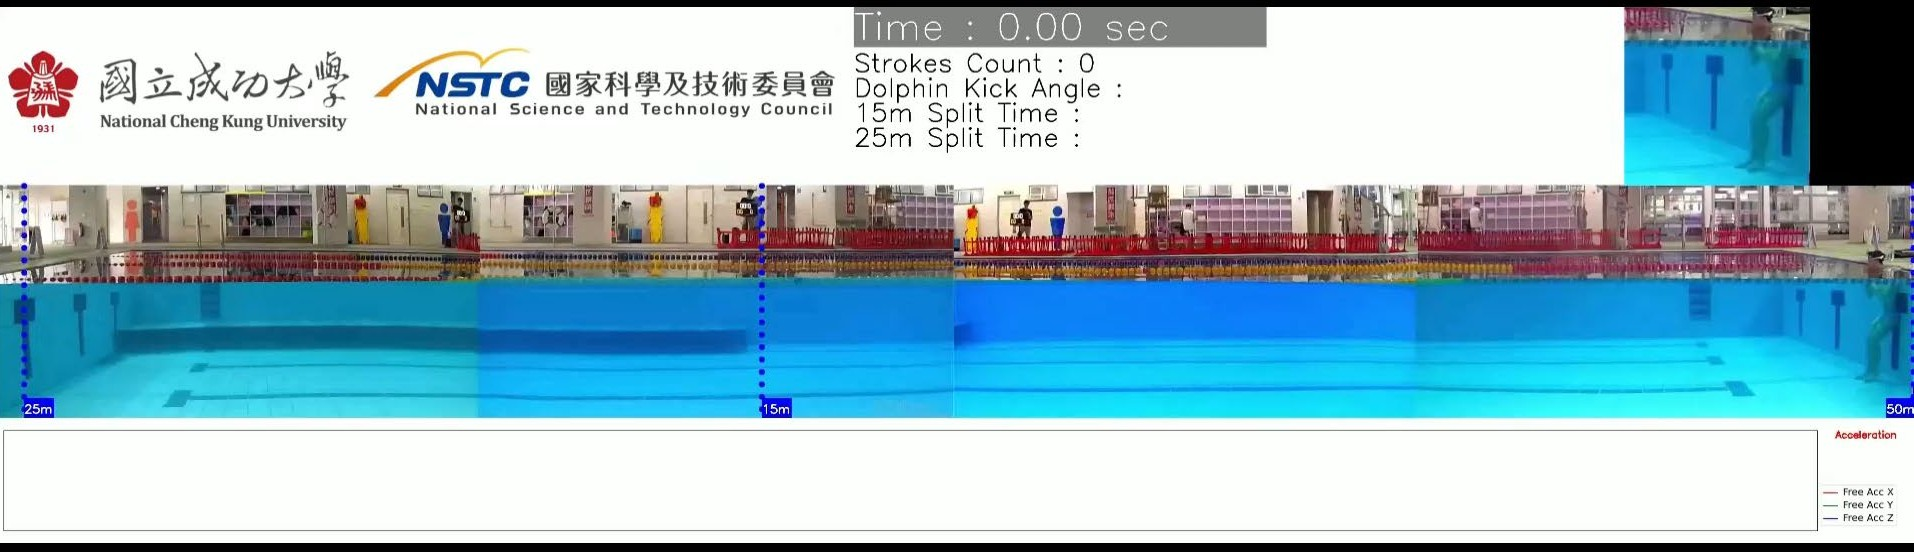 國立成功大學
National Cheng Kung University
1931
NSTC 國家科學及技術委員會
National Science and Technology Council
Time : 0.00 sec
Strokes Count : 0
Dolphin Kick Angle :
15m Split Time :
25m Split Time :
25m
15m
50m
Acceleration
Free Acc X
Free Acc Y
Free Acc Z